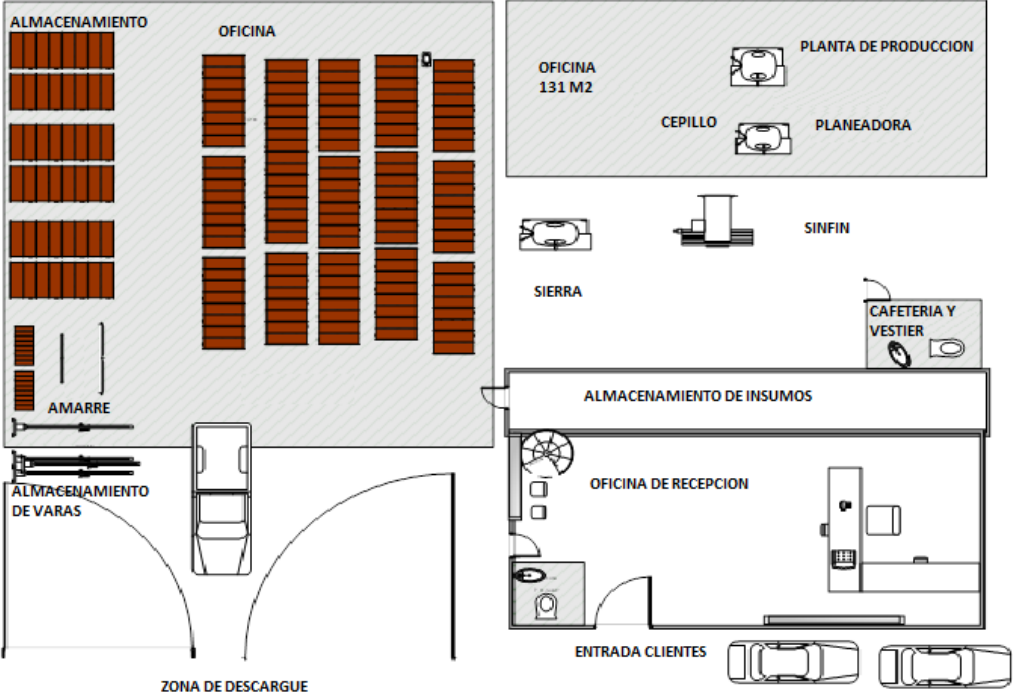 ALMACENAMIENTO
OFICINA
OFICINA
131 M2
PLANTA DE PRODUCCION
CEPILLO
PLANEADORA
SINFIN
SIERRA
CAFETERIA Y
VESTIER
ALMACENAMIENTO DE INSUMOS
AMARRE
ALMACENAMIENTO
DE VARAS
OFICINA DE RECEPCION
ENTRADA CLIENTES
ZONA DE DESCARGUE